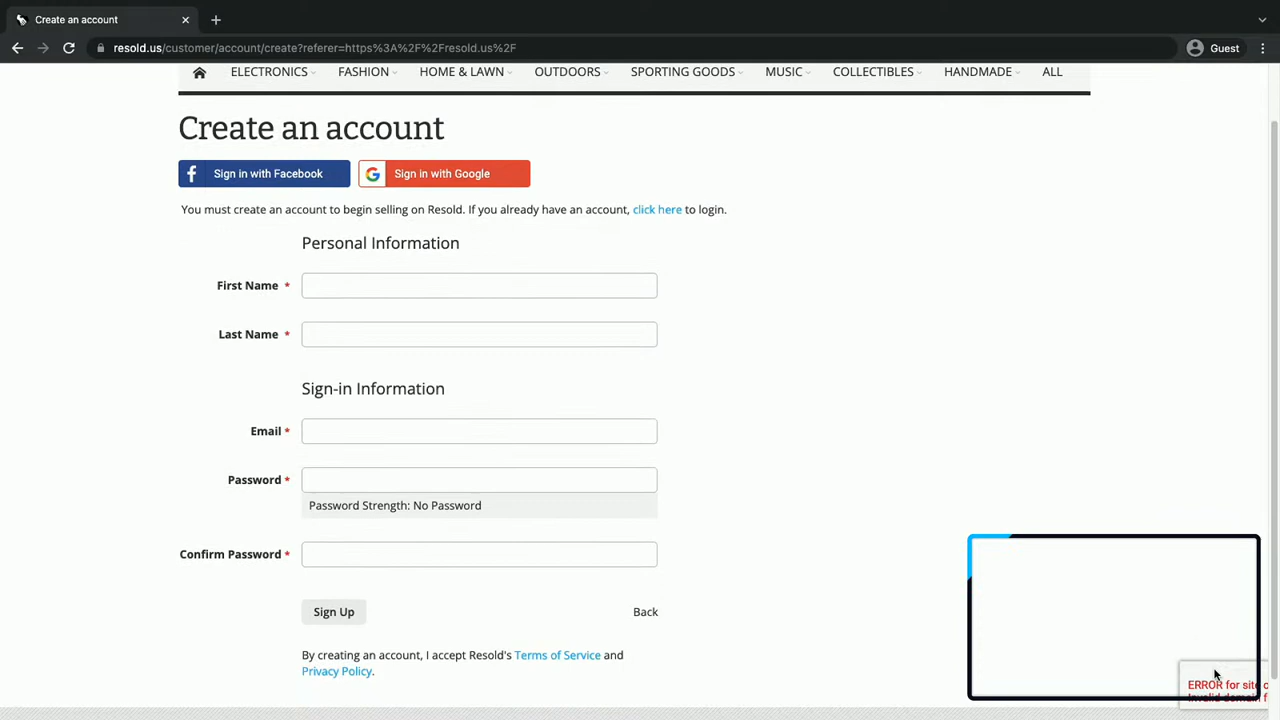 Create an account
resold.us/customer/account/create?referer=https%3A%2F%2Fresold.us%2F
Guest
ELECTRONICS FASHION HOME & LAWN OUTDOORS SPORTING GOODS MUSIC COLLECTIBLES HANDMADE ALL
Create an account
Sign in with Facebook
Sign in with Google
You must create an account to begin selling on Resold. If you already have an account, click here to login.
Personal Information
First Name *
Last Name *
Sign-in Information
Email *
Password *
Password Strength: No Password
Confirm Password *
Sign Up
Back
By creating an account, I accept Resold's Terms of Service and
Privacy Policy.
ERROR for site
Invalid domain